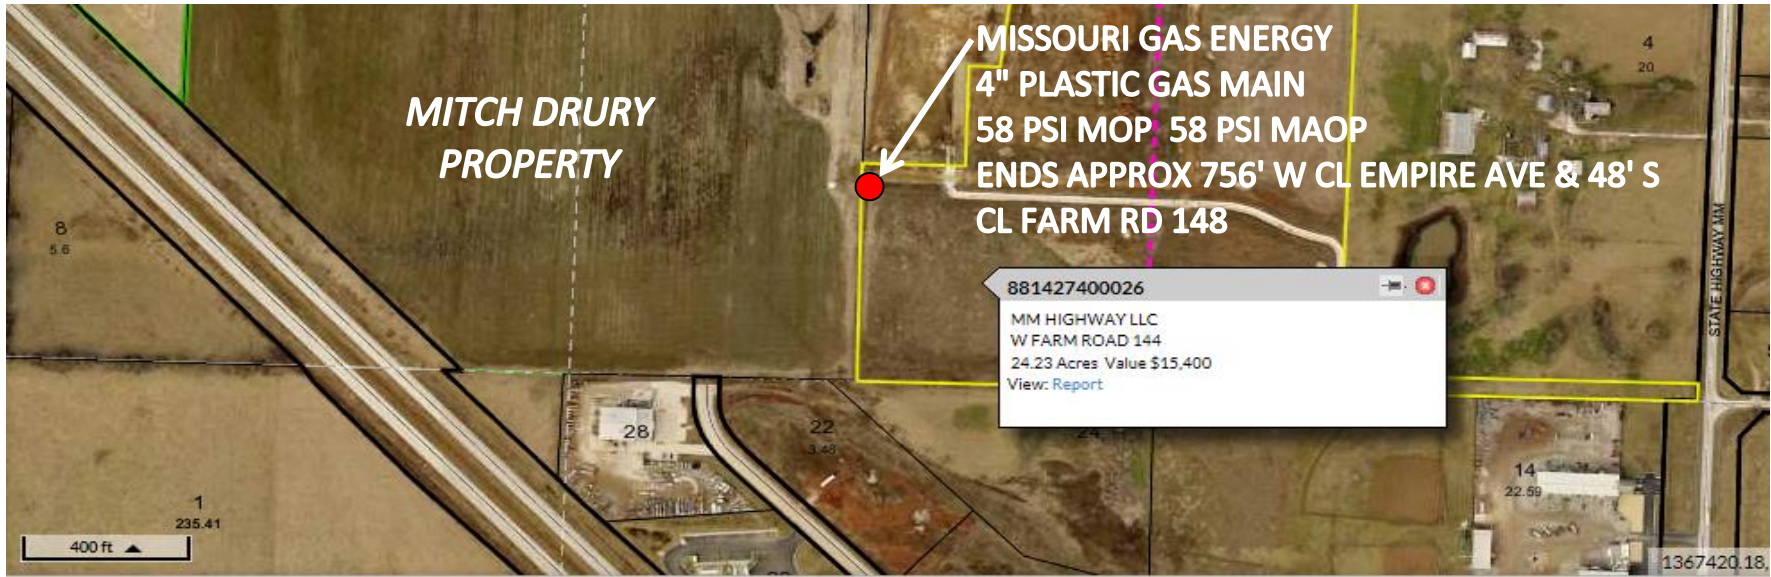 MISSOURI GAS ENERGY
4" PLASTIC GAS MAIN
58 PSI MOP 58 PSI MAOP
ENDS APPROX 756' W CL EMPIRE AVE & 48' S
CL FARM RD 148
MITCH DRURY
PROPERTY
4
20
8
5.6
STATE HIGHWAY MM
881427400026
MM HIGHWAY LLC
W FARM ROAD 144
24.23 Acres Value $15,400
View: Report
28
22
3.48
24
14
22.59
1
235.41
400 ft
1367420.18,